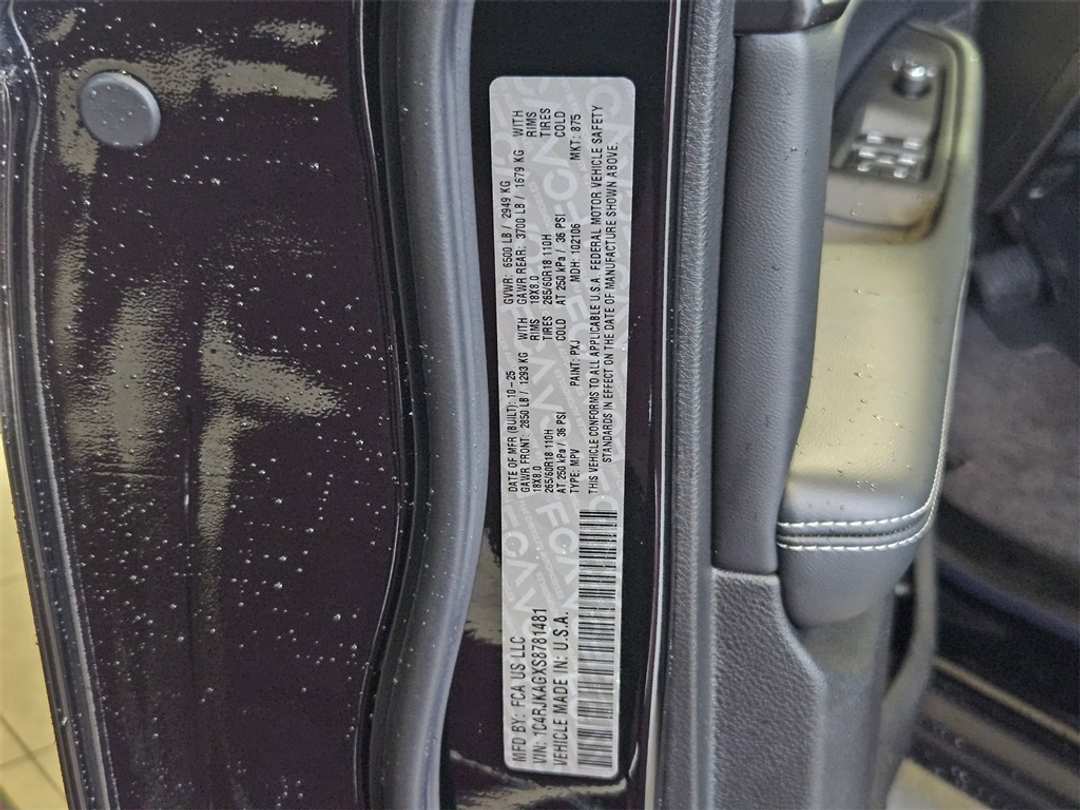 MFD BY: FCA US LLC
VIN: 1C4RJKAGXS8781481
VEHICLE MADE IN: U.S.A.
DATE OF MFR (BUILT): 10-25 GVWR: 6500 LB / 2949 KG
GAWR FRONT: 2850 LB / 1293 KG WITH GAWR REAR: 3700 LB / 1679 KG WITH
18X8.0 RIMS 18X8.0 RIMS
265/60R18 110H TIRES 265/60R18 110H TIRES
AT 250 kPa / 36 PSI COLD AT 250 kPa / 36 PSI COLD
TYPE: MPV PAINT: PXJ MDH: 102106 MKT: 875
THIS VEHICLE CONFORMS TO ALL APPLICABLE U.S.A. FEDERAL MOTOR VEHICLE SAFETY
STANDARDS IN EFFECT ON THE DATE OF MANUFACTURE SHOWN ABOVE.